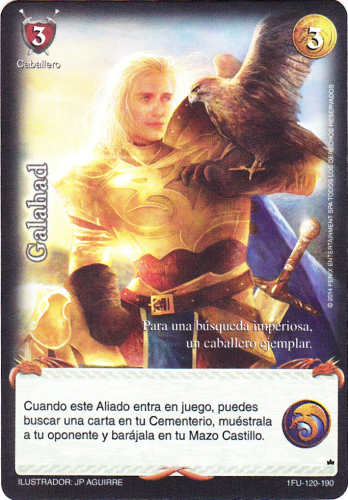 3
3
Caballero
Galahad
© 2014 FENIX ENTERTAINMENT SPA TODOS LOS DERECHOS RESERVADOS
Para una búsqueda imperiosa,
un caballero ejemplar.
Cuando este Aliado entra en juego, puedes
buscar una carta en tu Cementerio, muéstrala
a tu oponente y barájala en tu Mazo Castillo.
ILUSTRADOR: JP AGUIRRE
1FU-120-190